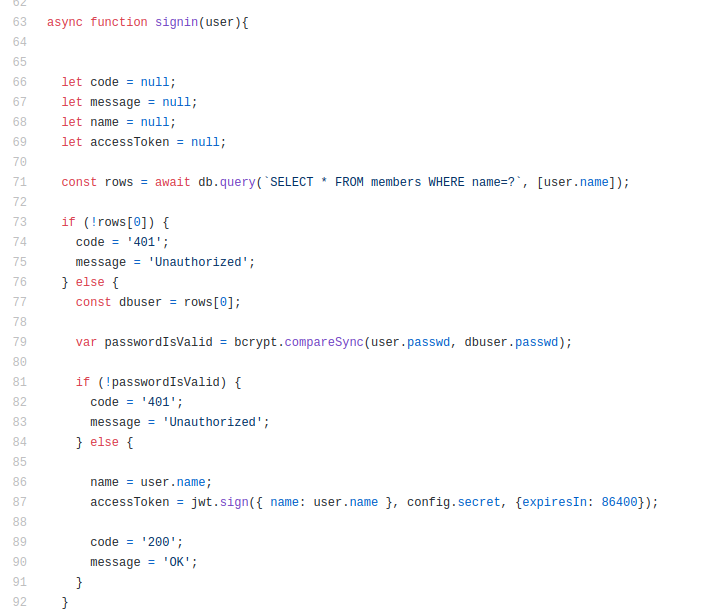 62
63 async function signin(user){
64
65
66 let code = null;
67 let message = null;
68 let name = null;
69 let accessToken = null;
70
71 const rows = await db.query(`SELECT * FROM members WHERE name=?`, [user.name]);
72
73 if (!rows[0]) {
74 code = '401';
75 message = 'Unauthorized';
76 } else {
77 const dbuser = rows[0];
78
79 var passwordIsValid = bcrypt.compareSync(user.passwd, dbuser.passwd);
80
81 if (!passwordIsValid) {
82 code = '401';
83 message = 'Unauthorized';
84 } else {
85
86 name = user.name;
87 accessToken = jwt.sign({ name: user.name }, config.secret, {expiresIn: 86400});
88
89 code = '200';
90 message = 'OK';
91 }
92 }